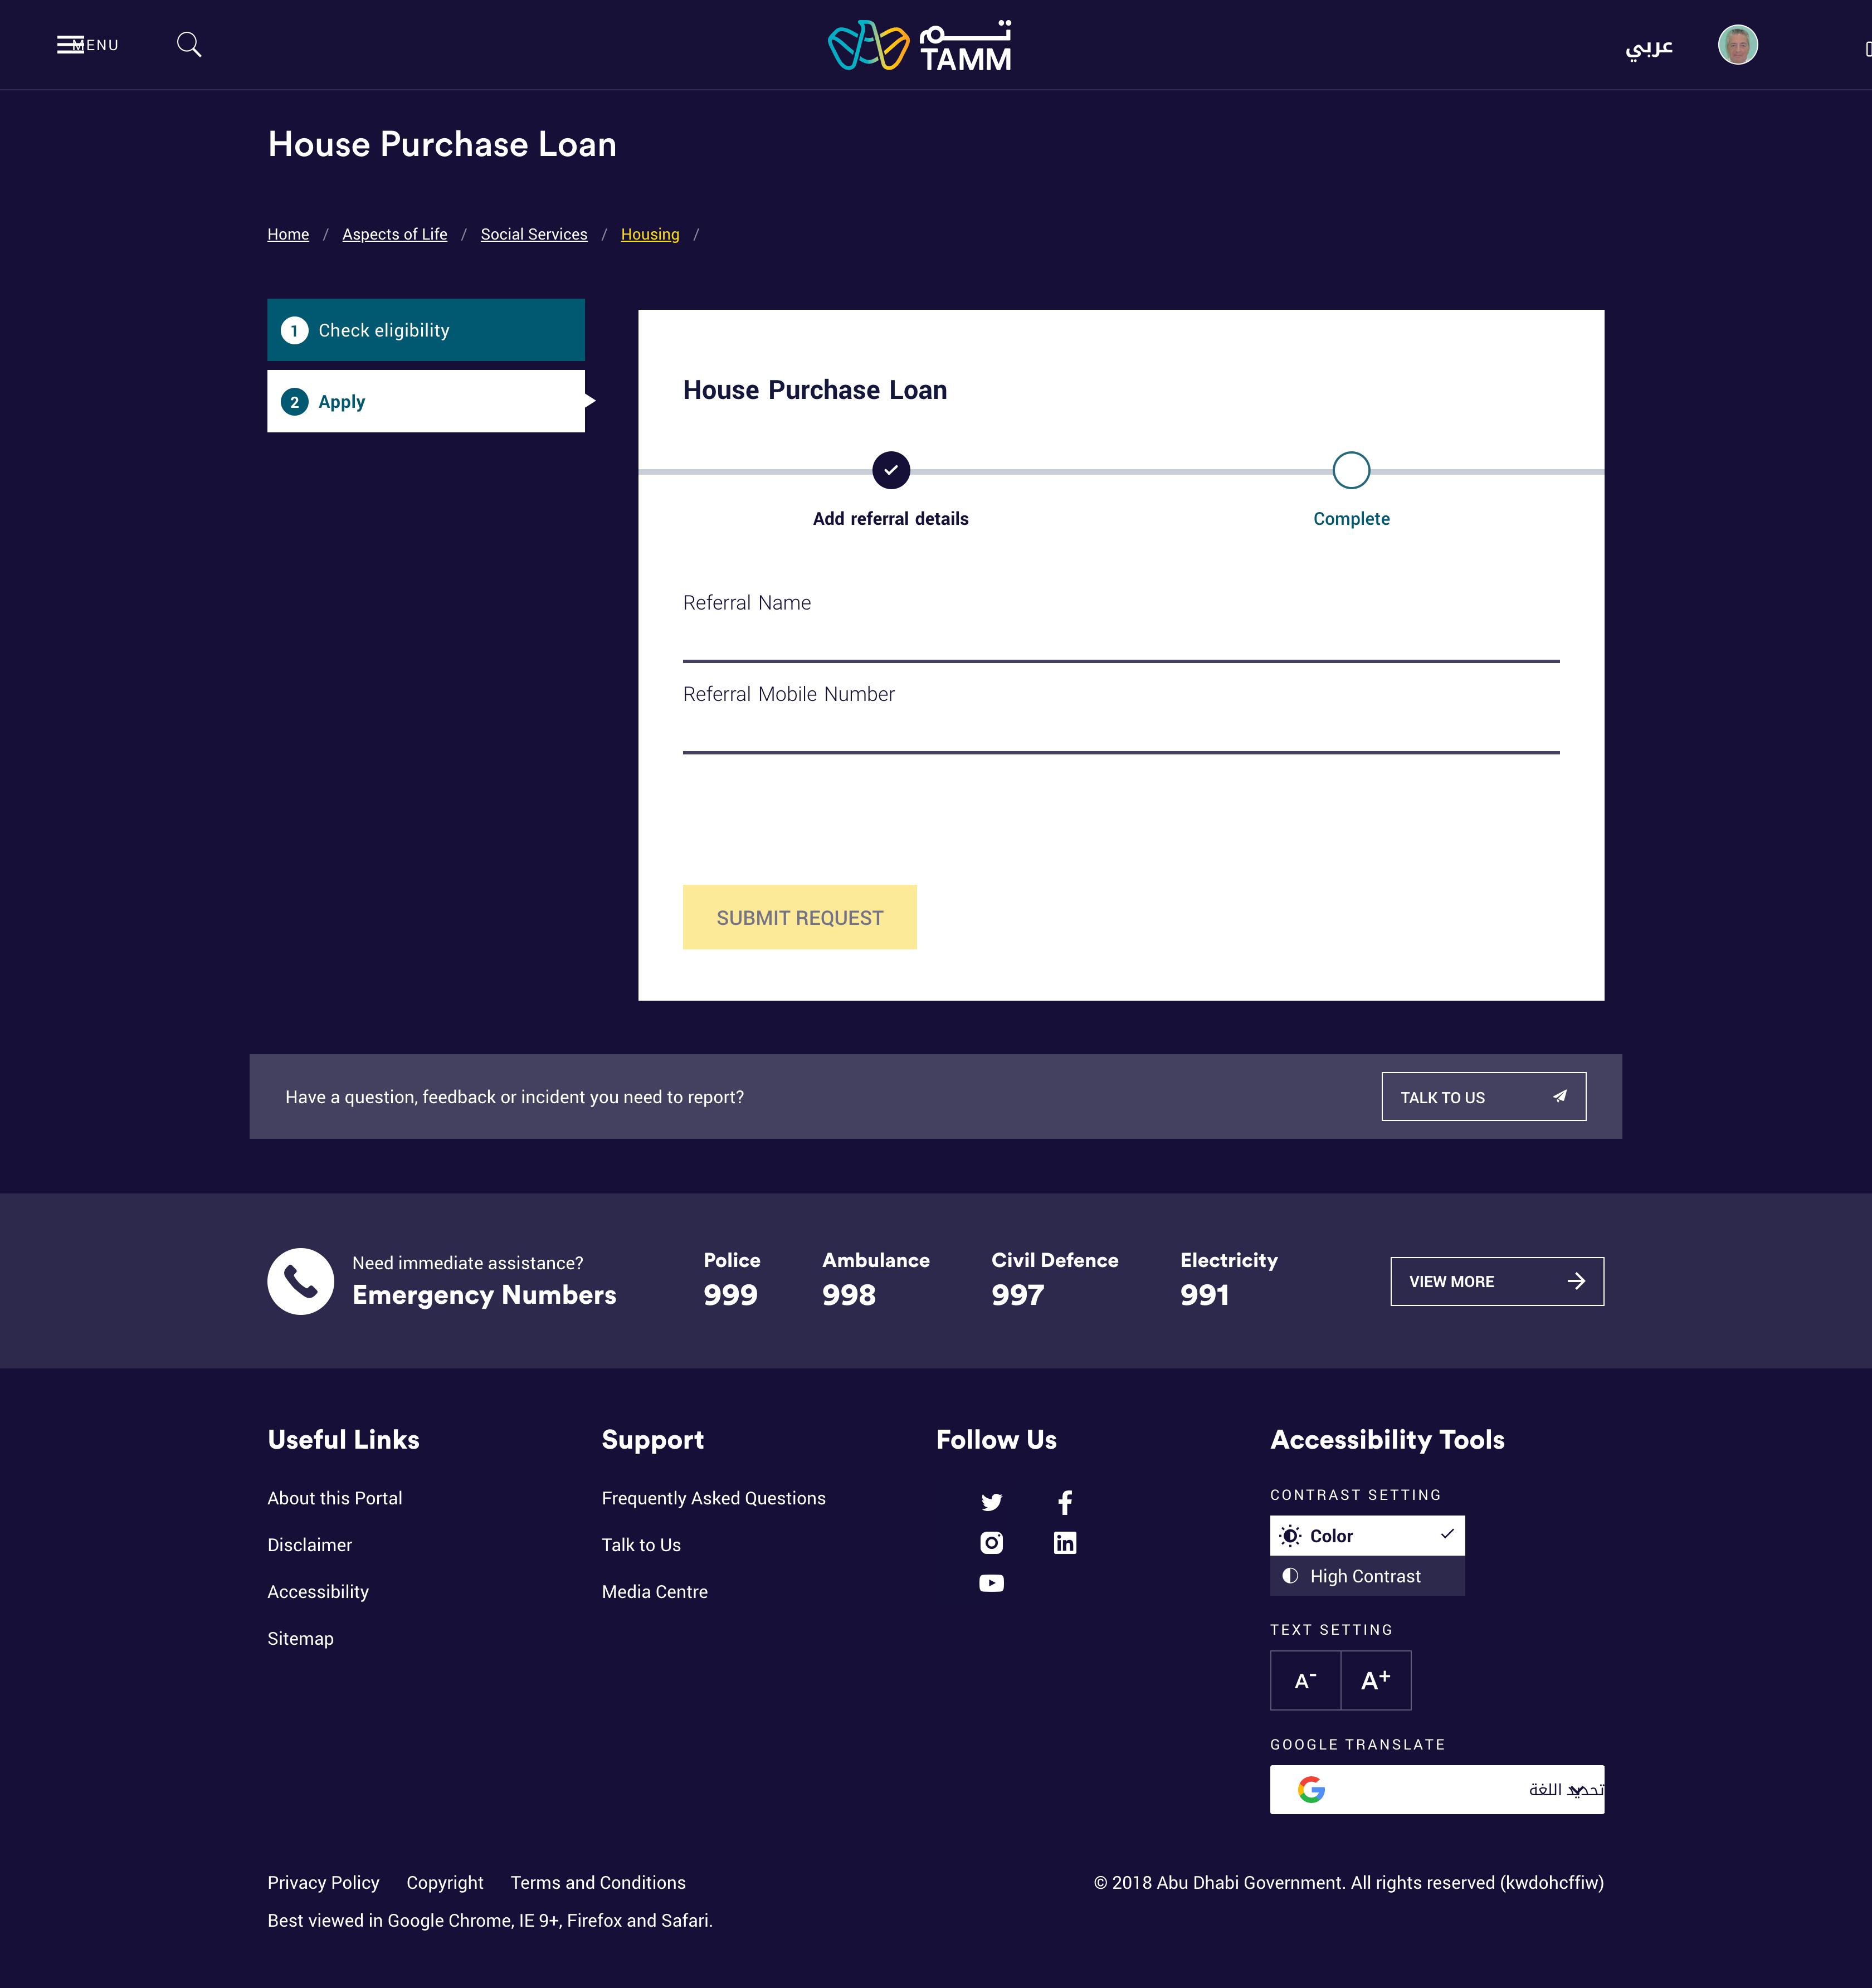 MENU
تـــم
TAMM
عربي
House Purchase Loan
Home / Aspects of Life / Social Services / Housing /
1 Check eligibility
2 Apply
House Purchase Loan
Add referral details
Complete
Referral Name
Referral Mobile Number
SUBMIT REQUEST
Have a question, feedback or incident you need to report?
TALK TO US
Need immediate assistance?
Emergency Numbers
Police
999
Ambulance
998
Civil Defence
997
Electricity
991
VIEW MORE
Useful Links
About this Portal
Disclaimer
Accessibility
Sitemap
Support
Frequently Asked Questions
Talk to Us
Media Centre
Follow Us
Accessibility Tools
CONTRAST SETTING
Color
High Contrast
TEXT SETTING
A-
A+
GOOGLE TRANSLATE
تحديد اللغة
Privacy Policy Copyright Terms and Conditions
© 2018 Abu Dhabi Government. All rights reserved (kwdohcffiw)
Best viewed in Google Chrome, IE 9+, Firefox and Safari.